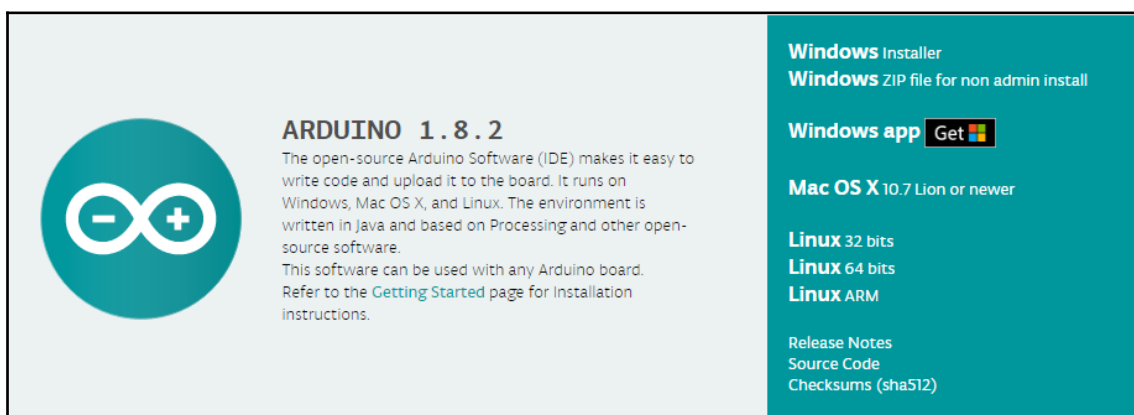 ARDUINO 1.8.2
The open-source Arduino Software (IDE) makes it easy to
write code and upload it to the board. It runs on
Windows, Mac OS X, and Linux. The environment is
written in Java and based on Processing and other open-
source software.
This software can be used with any Arduino board.
Refer to the Getting Started page for Installation
instructions.
Windows Installer
Windows ZIP file for non admin install
Windows app Get
Mac OS X 10.7 Lion or newer
Linux 32 bits
Linux 64 bits
Linux ARM
Release Notes
Source Code
Checksums (sha512)